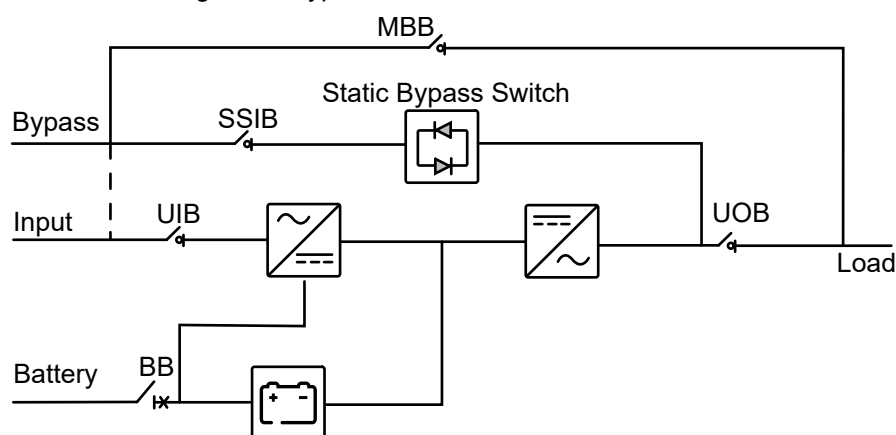 MBB
Static Bypass Switch
Bypass
SSIB
Input
UIB
UOB
Load
Battery
BB
+ -